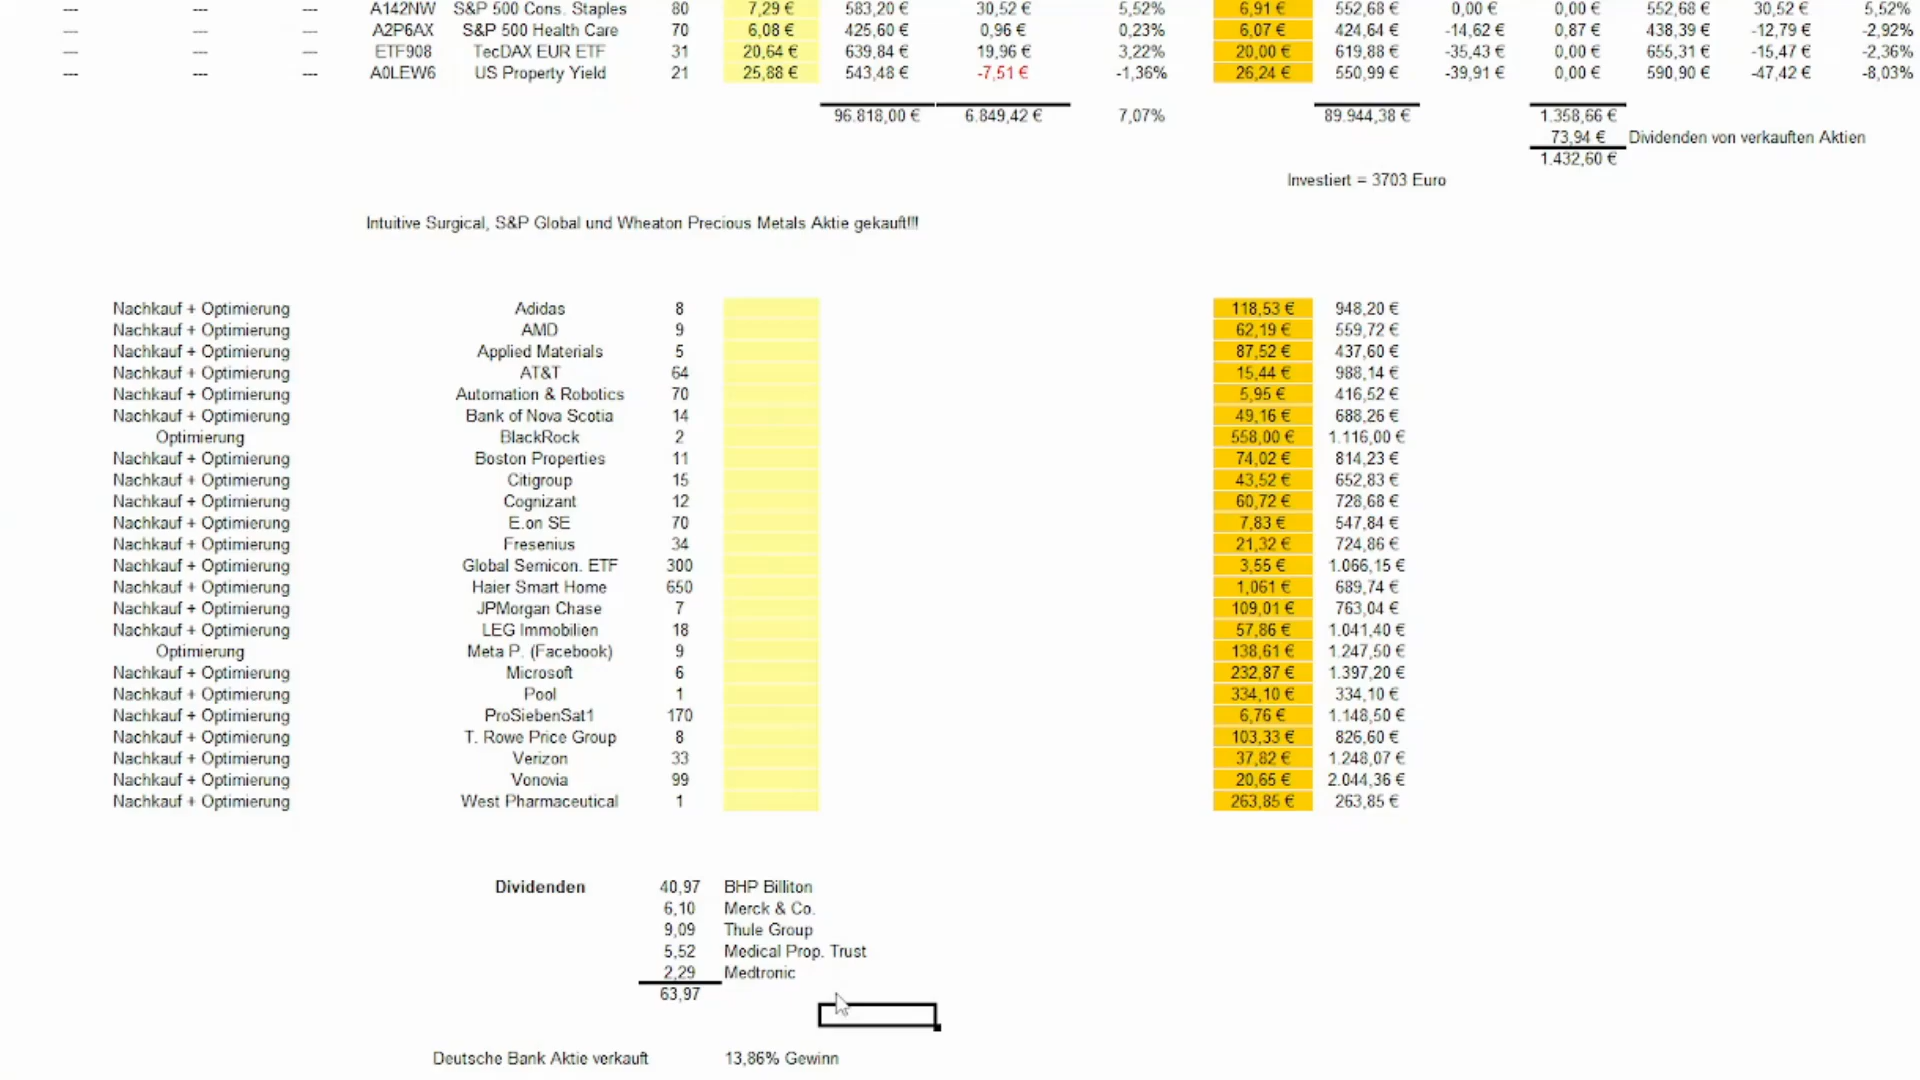 --- --- --- A142NW S&P 500 Cons. Staples 80 7,29 € 583,20 € 30,52 € 5,52% 6,91 € 552,68 € 0,00 € 0,00 € 552,68 € 30,52 € 5,52%
--- --- --- A2P6AX S&P 500 Health Care 70 6,08 € 425,60 € 0,96 € 0,23% 6,07 € 424,64 € -14,62 € 0,87 € 438,39 € -12,79 € -2,92%
--- --- --- ETF908 TecDAX EUR ETF 31 20,64 € 639,84 € 19,96 € 3,22% 20,00 € 619,88 € -35,43 € 0,00 € 655,31 € -15,47 € -2,36%
--- --- --- A0LEW6 US Property Yield 21 25,88 € 543,48 € -7,51 € -1,36% 26,24 € 550,99 € -39,91 € 0,00 € 590,90 € -47,42 € -8,03%
96.818,00 € 6.849,42 € 7,07% 89.944,38 € 1.358,66 €
73,94 € Dividenden von verkauften Aktien
1.432,60 €
Investiert = 3703 Euro
Intuitive Surgical, S&P Global und Wheaton Precious Metals Aktie gekauft!!!
Nachkauf + Optimierung Adidas 8 118,53 € 948,20 €
Nachkauf + Optimierung AMD 9 62,19 € 559,72 €
Nachkauf + Optimierung Applied Materials 5 87,52 € 437,60 €
Nachkauf + Optimierung AT&T 64 15,44 € 988,14 €
Nachkauf + Optimierung Automation & Robotics 70 5,95 € 416,52 €
Nachkauf + Optimierung Bank of Nova Scotia 14 49,16 € 688,26 €
Optimierung BlackRock 2 558,00 € 1.116,00 €
Nachkauf + Optimierung Boston Properties 11 74,02 € 814,23 €
Nachkauf + Optimierung Citigroup 15 43,52 € 652,83 €
Nachkauf + Optimierung Cognizant 12 60,72 € 728,68 €
Nachkauf + Optimierung E.on SE 70 7,83 € 547,84 €
Nachkauf + Optimierung Fresenius 34 21,32 € 724,86 €
Nachkauf + Optimierung Global Semicon. ETF 300 3,55 € 1.066,15 €
Nachkauf + Optimierung Haier Smart Home 650 1,061 € 689,74 €
Nachkauf + Optimierung JPMorgan Chase 7 109,01 € 763,04 €
Nachkauf + Optimierung LEG Immobilien 18 57,86 € 1.041,40 €
Optimierung Meta P. (Facebook) 9 138,61 € 1.247,50 €
Nachkauf + Optimierung Microsoft 6 232,87 € 1.397,20 €
Nachkauf + Optimierung Pool 1 334,10 € 334,10 €
Nachkauf + Optimierung ProSiebenSat1 170 6,76 € 1.148,50 €
Nachkauf + Optimierung T. Rowe Price Group 8 103,33 € 826,60 €
Nachkauf + Optimierung Verizon 33 37,82 € 1.248,07 €
Nachkauf + Optimierung Vonovia 99 20,65 € 2.044,36 €
Nachkauf + Optimierung West Pharmaceutical 1 263,85 € 263,85 €
Dividenden 40,97 BHP Billiton
6,10 Merck & Co.
9,09 Thule Group
5,52 Medical Prop. Trust
2,29 Medtronic
63,97
Deutsche Bank Aktie verkauft 13,86% Gewinn